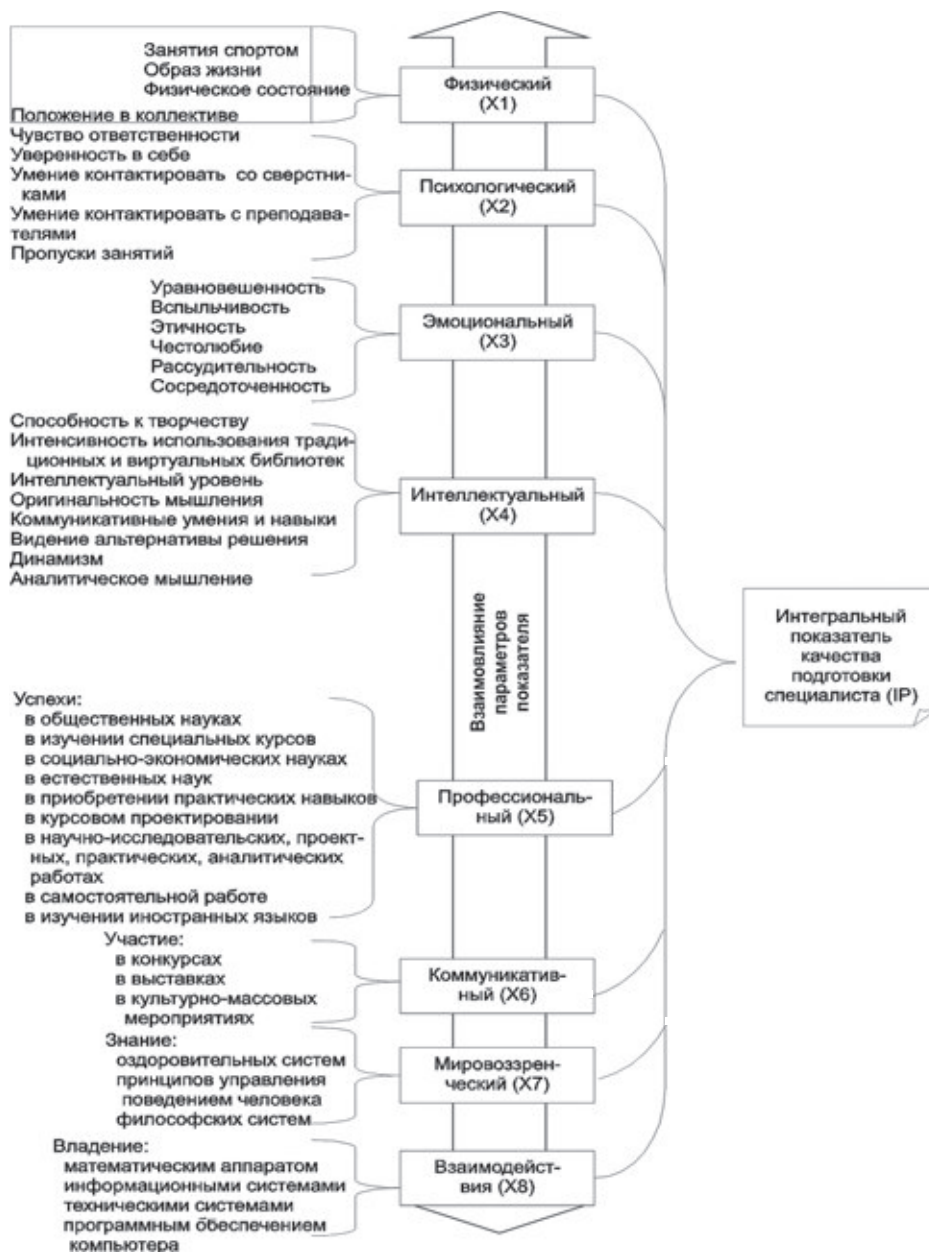 Занятия спортом
Образ жизни
Физическое состояние
Положение в коллективе
Физический
(X1)
Чувство ответственности
Уверенность в себе
Умение контактировать со сверстни-
ками
Умение контактировать с преподава-
телями
Пропуски занятий
Психологический
(X2)
Уравновешенность
Вспыльчивость
Этичность
Честолюбие
Рассудительность
Сосредоточенность
Эмоциональный
(X3)
Способность к творчеству
Интенсивность использования тради-
ционных и виртуальных библиотек
Интеллектуальный уровень
Оригинальность мышления
Коммуникативные умения и навыки
Видение альтернативы решения
Динамизм
Аналитическое мышление
Интеллектуальный
(X4)
Взаимовлияние
параметров
показателя
Интегральный
показатель
качества
подготовки
специалиста (IP)
Успехи:
в общественных науках
в изучении специальных курсов
в социально-экономических науках
в естественных наук
в приобретении практических навыков
в курсовом проектировании
в научно-исследовательских, проект-
ных, практических, аналитических
работах
в самостоятельной работе
в изучении иностранных языков
Профессиональ-
ный (X5)
Участие:
в конкурсах
в выставках
в культурно-массовых
мероприятиях
Коммуникатив-
ный (X6)
Знание:
оздоровительных систем
принципов управления
поведением человека
философских систем
Мировоззрен-
ческий (X7)
Владение:
математическим аппаратом
информационными системами
техническими системами
программным обеспечением
компьютера
Взаимодейст-
вия (X8)